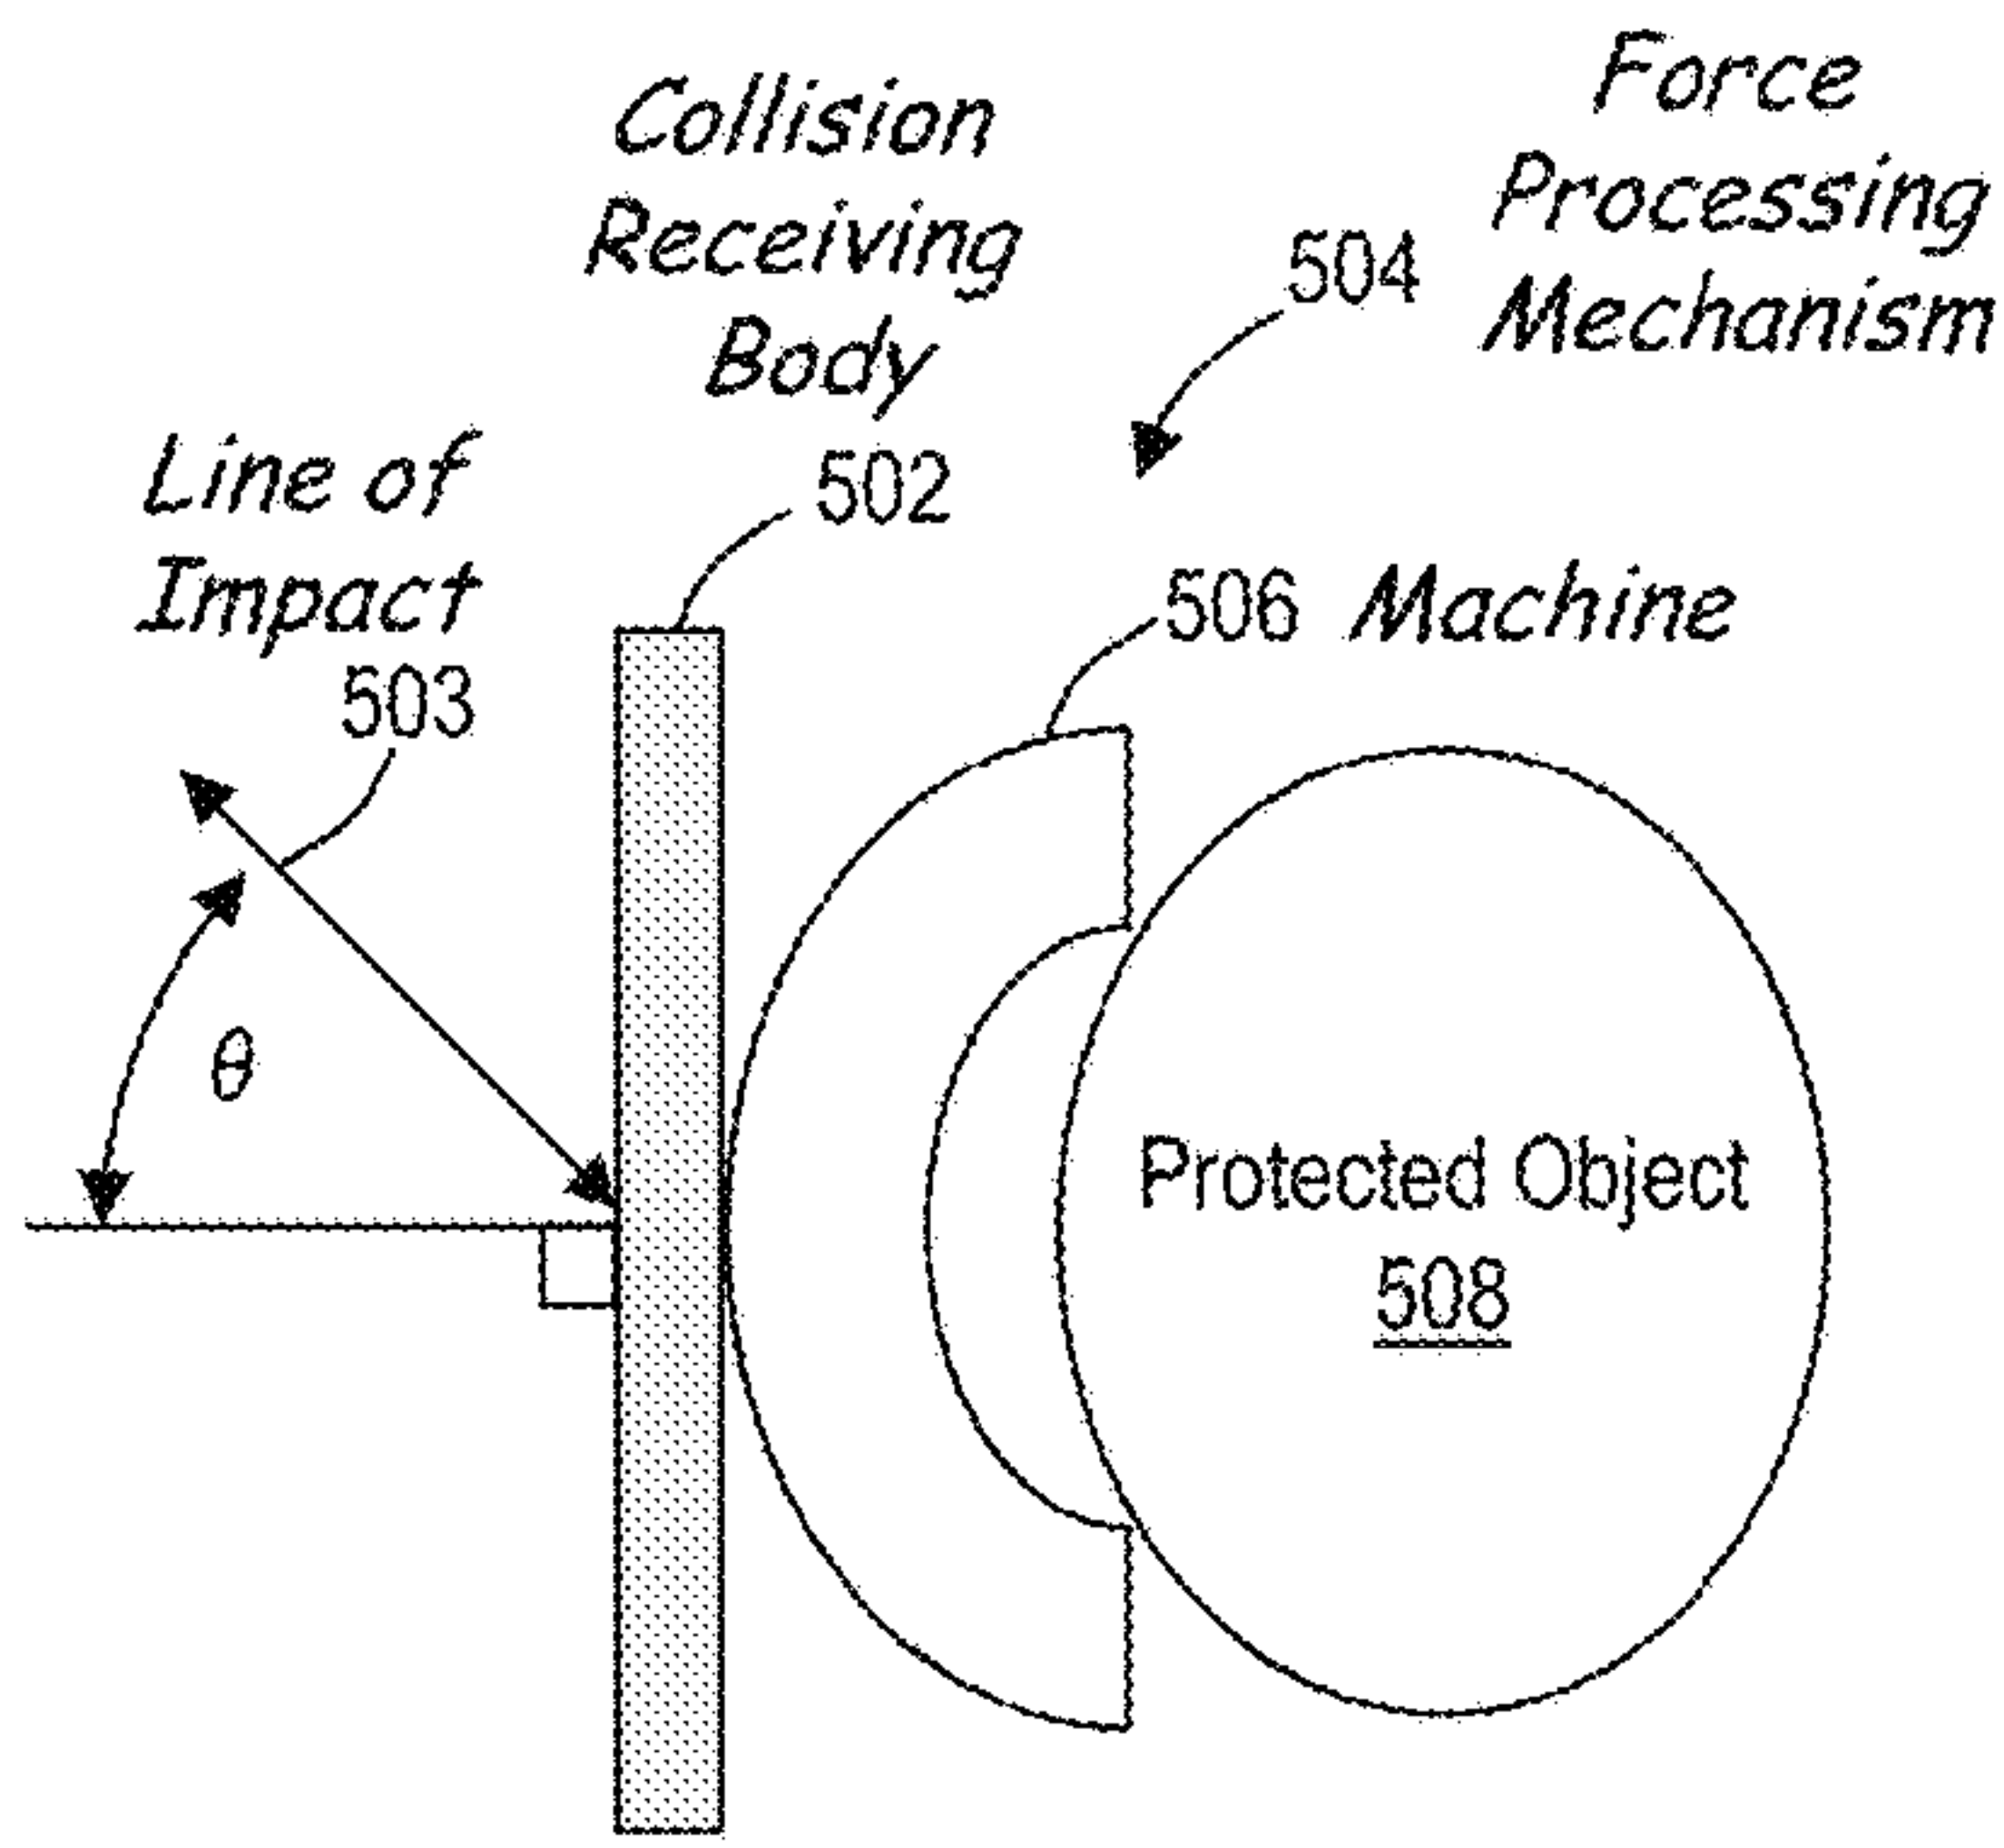 Force
Processing
Mechanism
504
Collision
Receiving
Body
502
Line of
Impact
503
506 Machine
θ
Protected Object
508